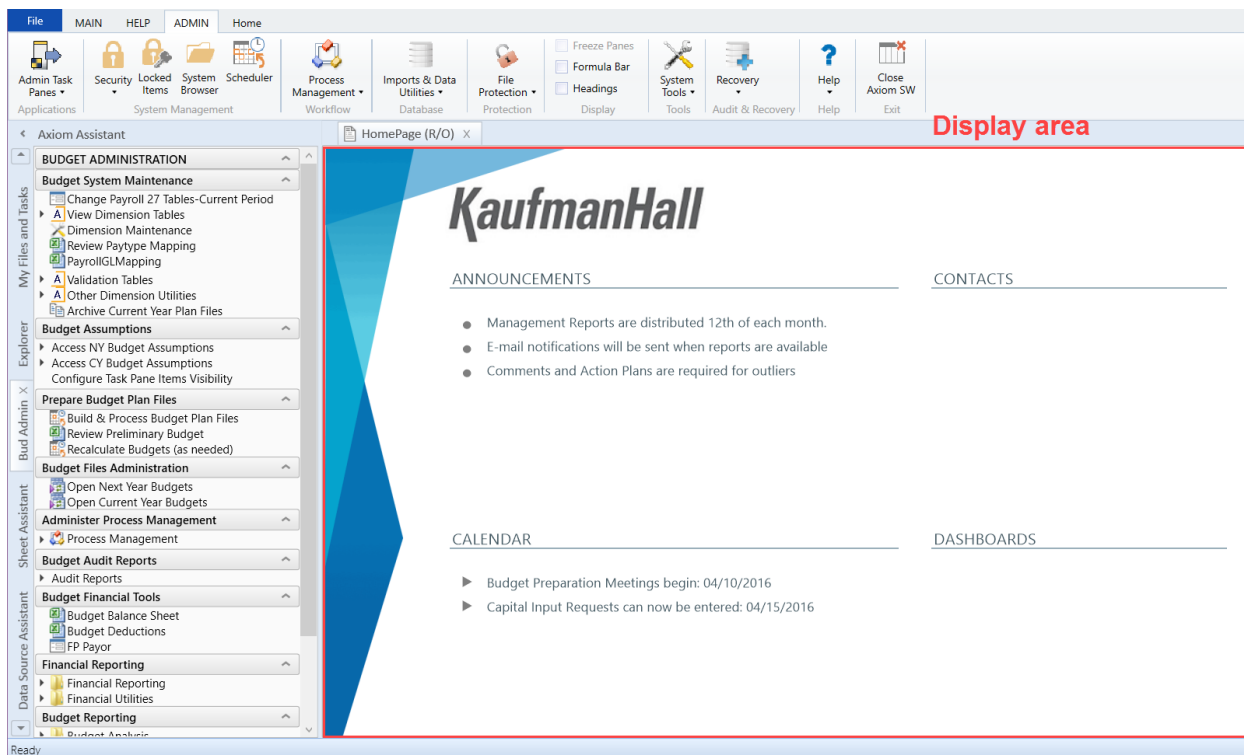 File MAIN HELP ADMIN Home
Admin Task Panes
Security
Locked Items
System Browser
Scheduler
Process Management
Imports & Data Utilities
File Protection
Freeze Panes
Formula Bar
Headings
System Tools
Recovery
Help
Close Axiom SW
Applications System Management Workflow Database Protection Display Tools Audit & Recovery Help Exit
Axiom Assistant
HomePage (R/O) X
Display area
My Files and Tasks
Explorer
Bud Admin X
Sheet Assistant
Data Source Assistant
BUDGET ADMINISTRATION
Budget System Maintenance
Change Payroll 27 Tables-Current Period
View Dimension Tables
Dimension Maintenance
Review Paytype Mapping
PayrollGLMapping
Validation Tables
Other Dimension Utilities
Archive Current Year Plan Files
Budget Assumptions
Access NY Budget Assumptions
Access CY Budget Assumptions
Configure Task Pane Items Visibility
Prepare Budget Plan Files
Build & Process Budget Plan Files
Review Preliminary Budget
Recalculate Budgets (as needed)
Budget Files Administration
Open Next Year Budgets
Open Current Year Budgets
Administer Process Management
Process Management
Budget Audit Reports
Audit Reports
Budget Financial Tools
Budget Balance Sheet
Budget Deductions
FP Payor
Financial Reporting
Financial Reporting
Financial Utilities
Budget Reporting
Budget Analysis
KaufmanHall
ANNOUNCEMENTS
Management Reports are distributed 12th of each month.
E-mail notifications will be sent when reports are available
Comments and Action Plans are required for outliers
CONTACTS
CALENDAR
Budget Preparation Meetings begin: 04/10/2016
Capital Input Requests can now be entered: 04/15/2016
DASHBOARDS
Ready